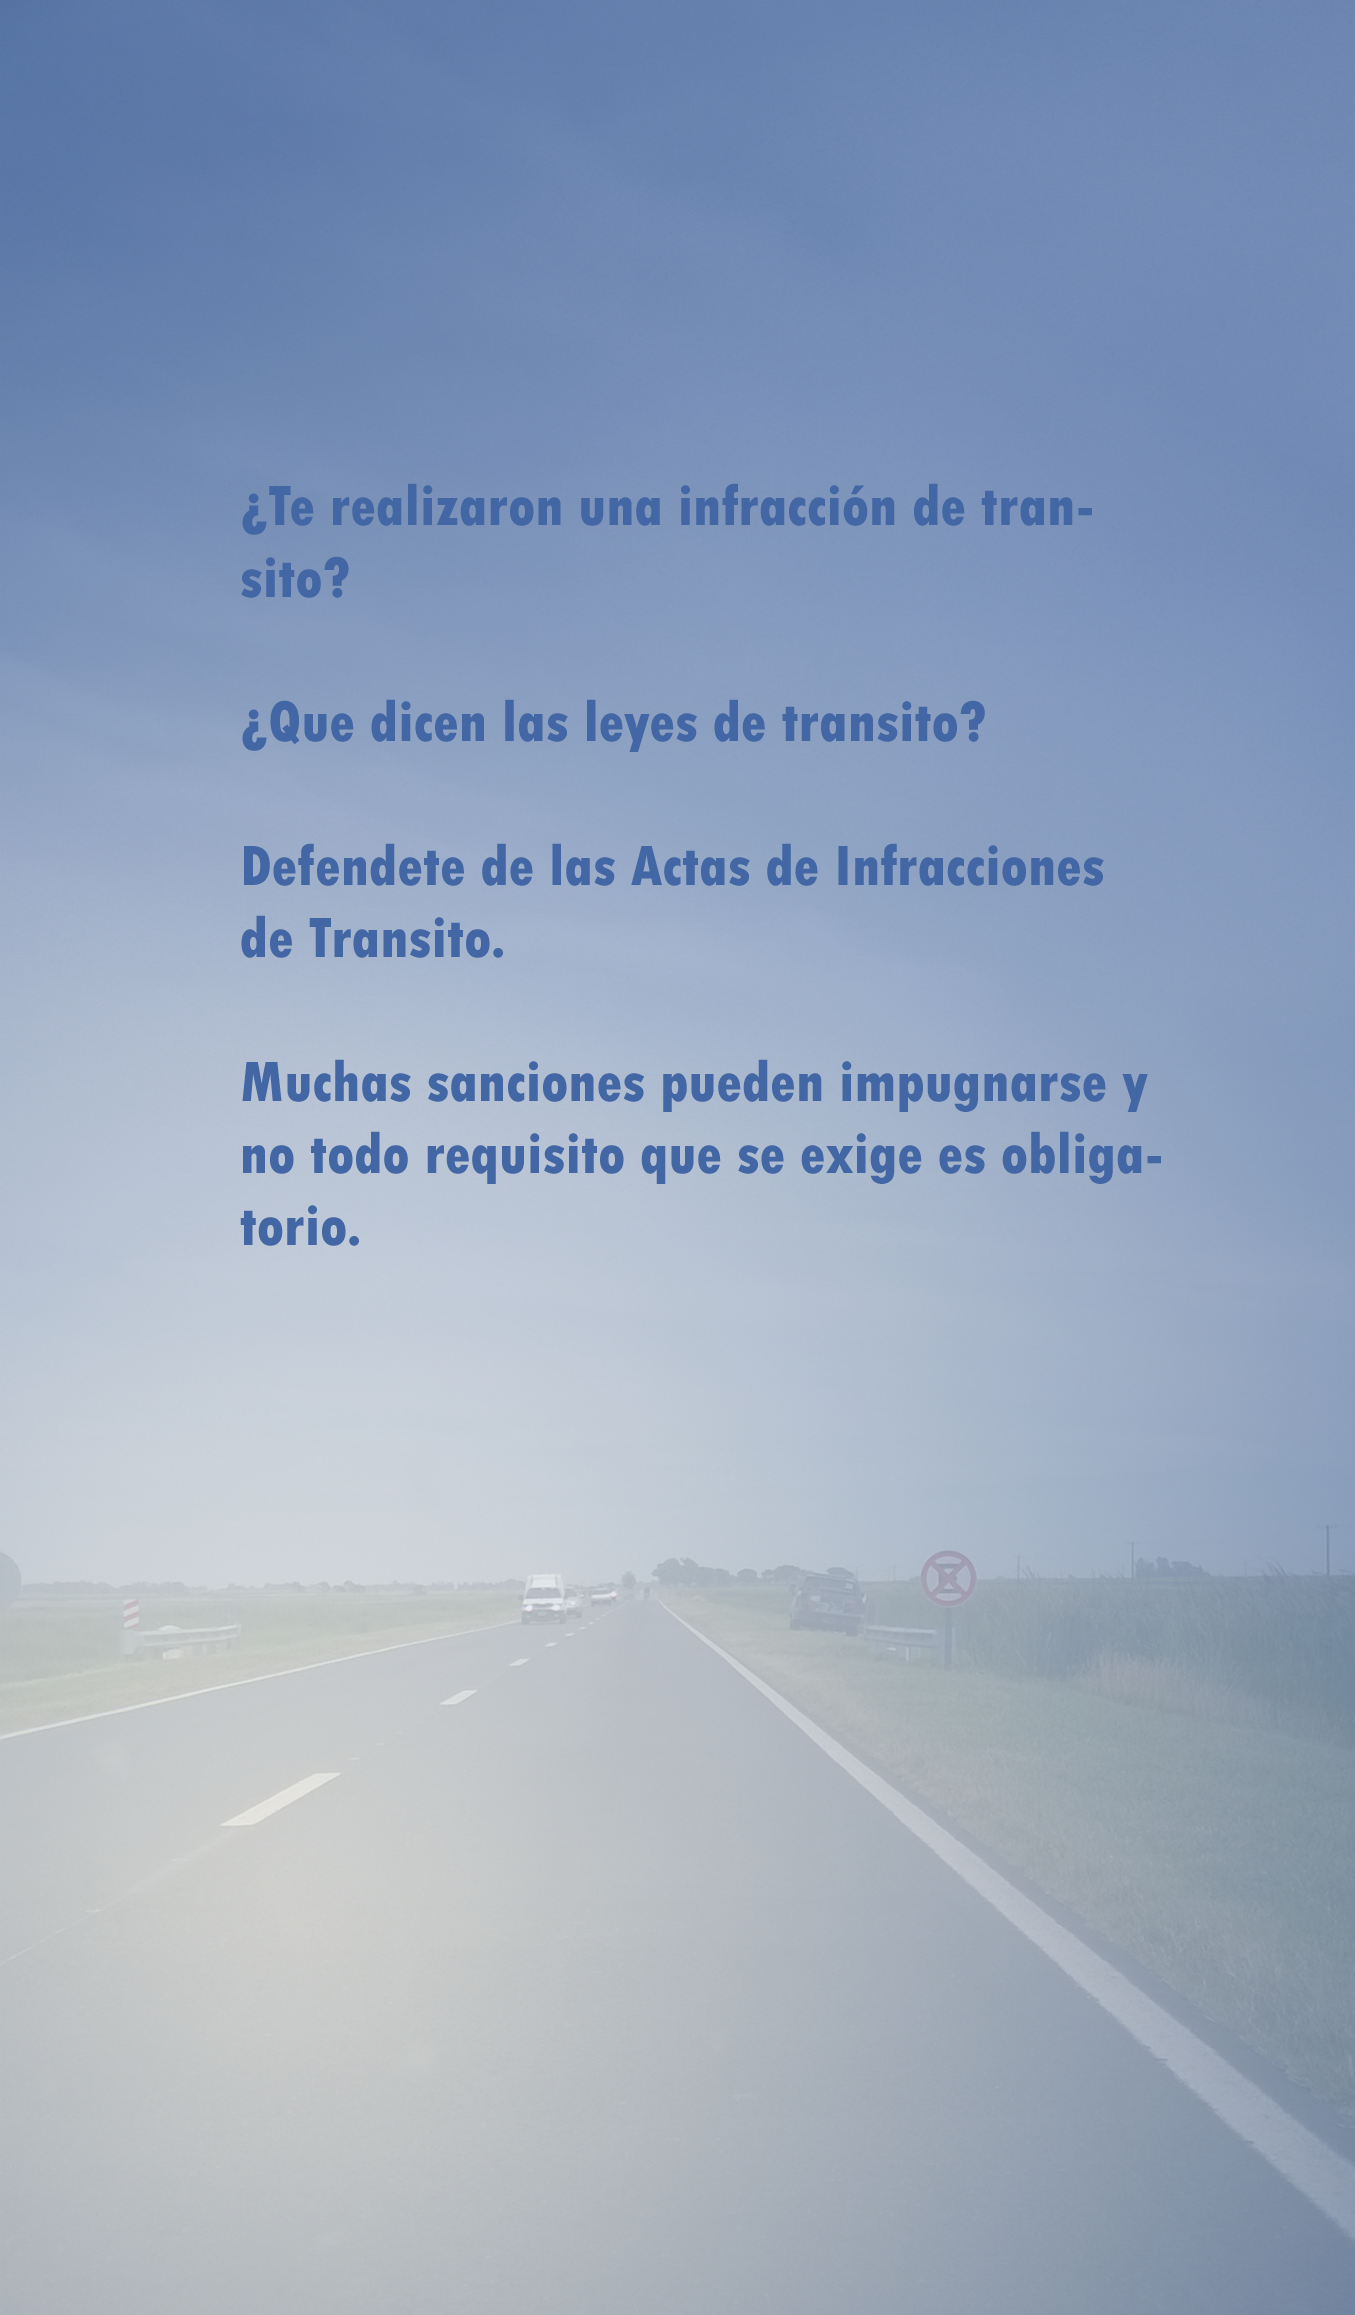 ¿Te realizaron una infracción de tran-
sito?
¿Que dicen las leyes de transito?
Defendete de las Actas de Infracciones
de Transito.
Muchas sanciones pueden impugnarse y
no todo requisito que se exige es obliga-
torio.